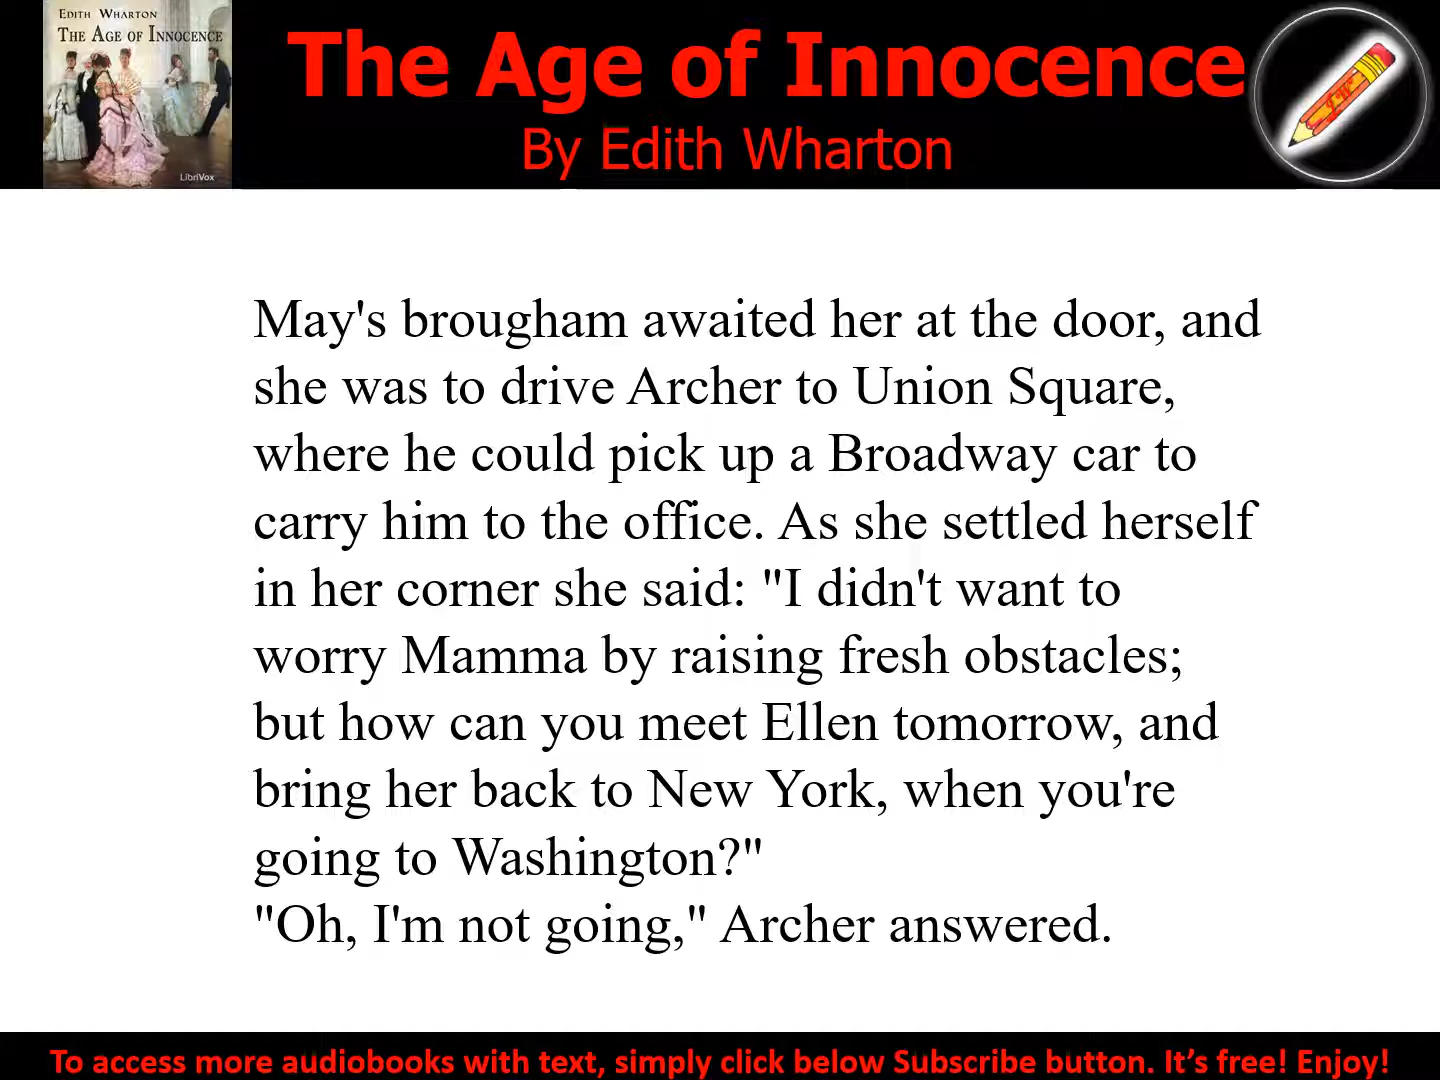 EDITH WHARTON
THE AGE OF INNOCENCE
LibriVox
The Age of Innocence
By Edith Wharton
May's brougham awaited her at the door, and
she was to drive Archer to Union Square,
where he could pick up a Broadway car to
carry him to the office. As she settled herself
in her corner she said: "I didn't want to
worry Mamma by raising fresh obstacles;
but how can you meet Ellen tomorrow, and
bring her back to New York, when you're
going to Washington?"
"Oh, I'm not going," Archer answered.
To access more audiobooks with text, simply click below Subscribe button. It’s free! Enjoy!